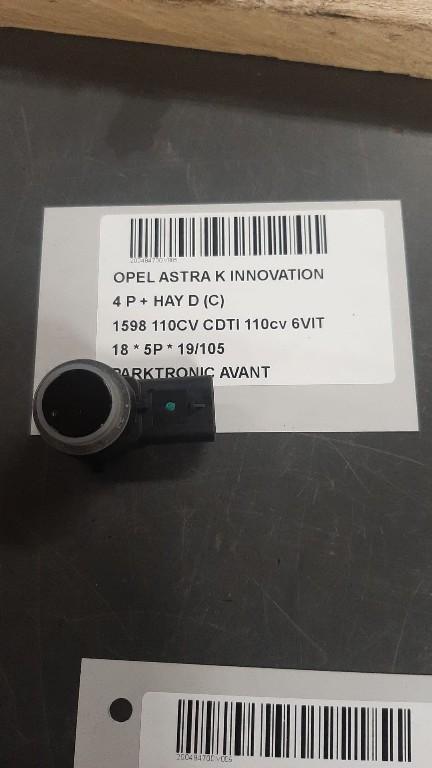 OPEL ASTRA K INNOVATION
4 P + HAY D (C)
1598 110CV CDTI 110cv 6VIT
18 * 5P * 19/105
PARKTRONIC AVANT